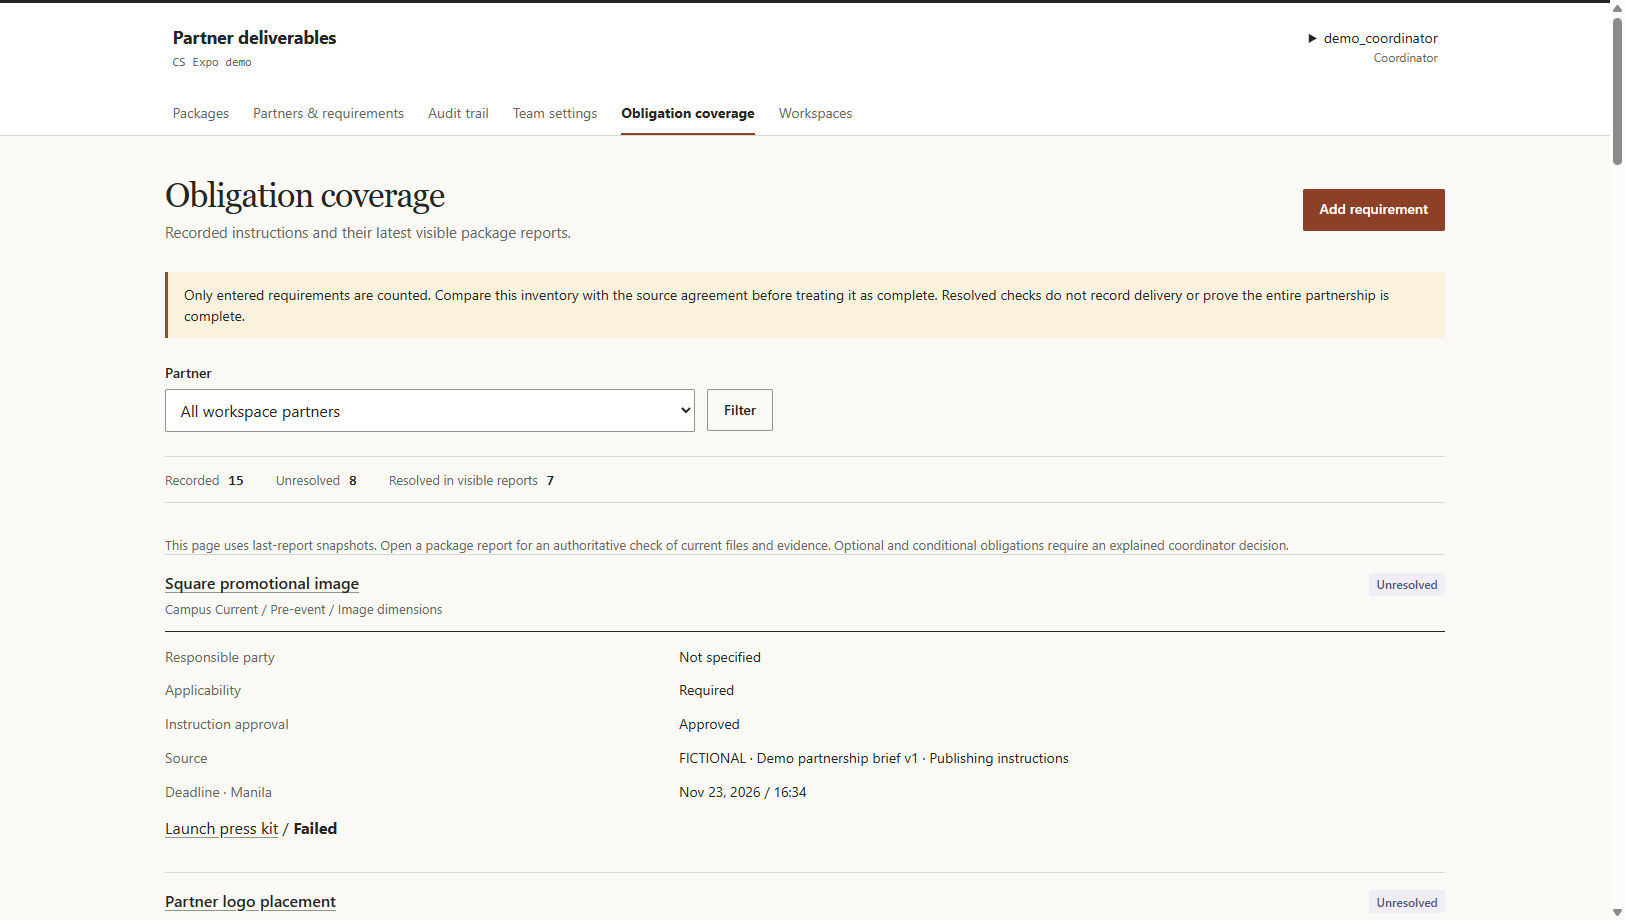 Partner deliverables
CS Expo demo
▶ demo_coordinator
Coordinator
Packages
Partners & requirements
Audit trail
Team settings
Obligation coverage
Workspaces
Obligation coverage
Recorded instructions and their latest visible package reports.
Add requirement
Only entered requirements are counted. Compare this inventory with the source agreement before treating it as complete. Resolved checks do not record delivery or prove the entire partnership is
complete.
Partner
All workspace partners
Filter
Recorded 15
Unresolved 8
Resolved in visible reports 7
This page uses last-report snapshots. Open a package report for an authoritative check of current files and evidence. Optional and conditional obligations require an explained coordinator decision.
Square promotional image
Unresolved
Campus Current / Pre-event / Image dimensions
Responsible party
Not specified
Applicability
Required
Instruction approval
Approved
Source
FICTIONAL · Demo partnership brief v1 · Publishing instructions
Deadline · Manila
Nov 23, 2026 / 16:34
Launch press kit / Failed
Partner logo placement
Unresolved